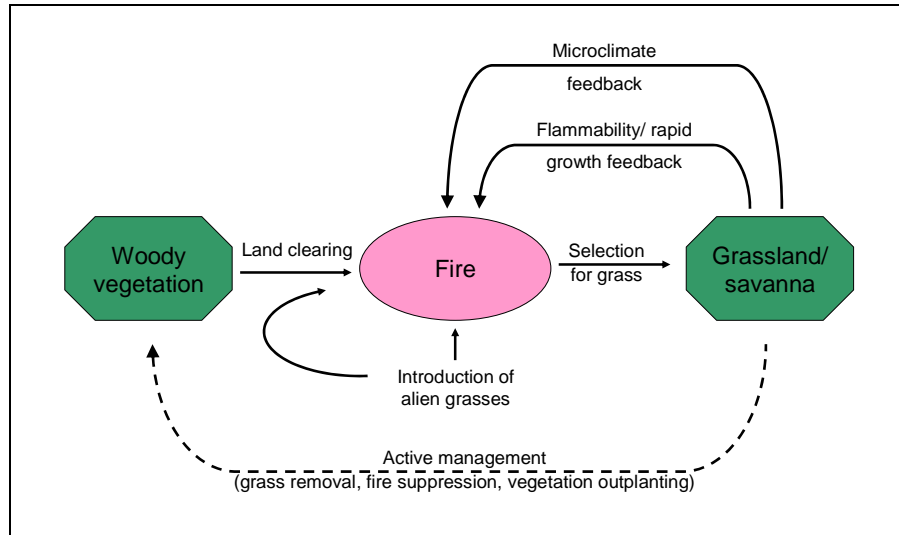 Microclimate
feedback
Flammability/ rapid
growth feedback
Woody
vegetation
Land clearing
Fire
Selection
for grass
Grassland/
savanna
Introduction of
alien grasses
Active management
(grass removal, fire suppression, vegetation outplanting)